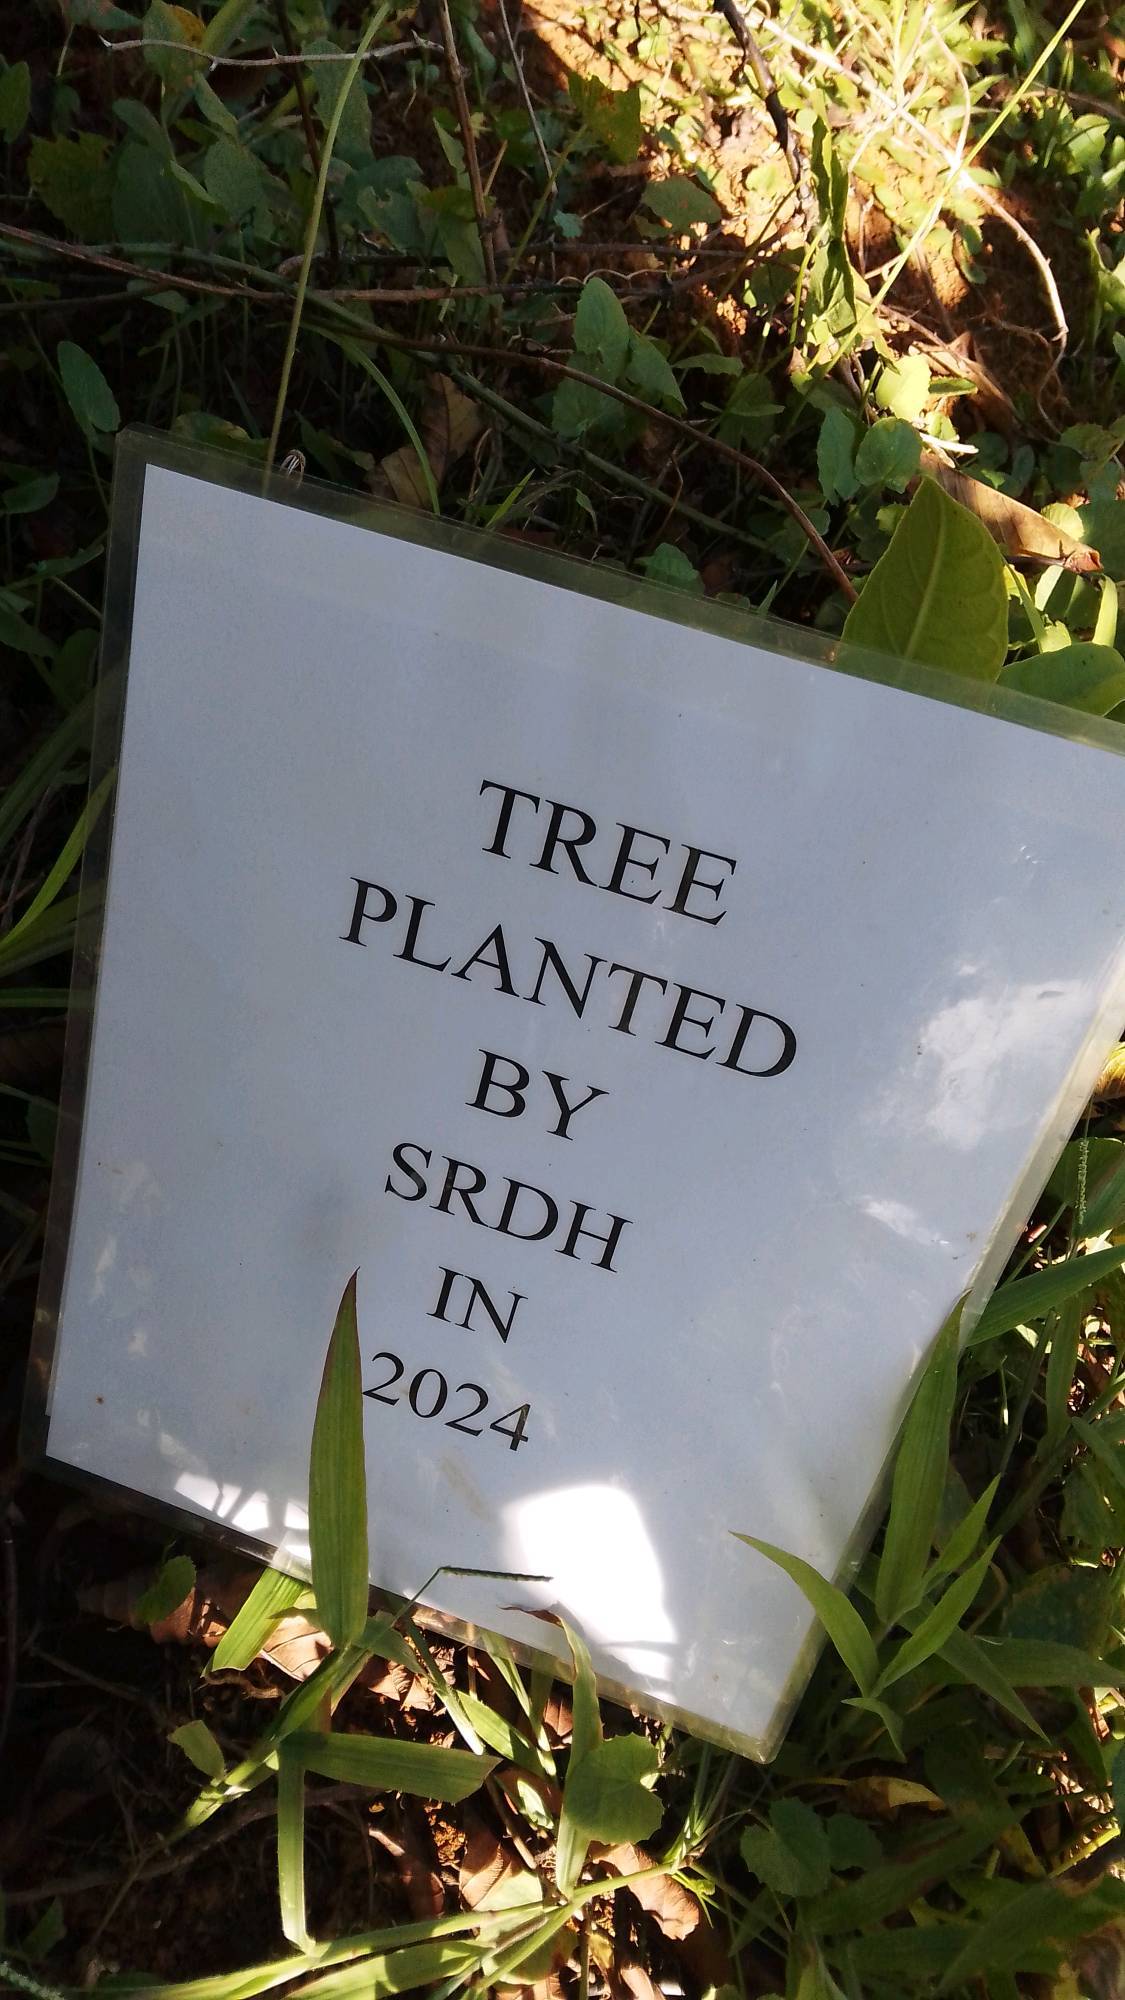 TREE
PLANTED
BY
SRDH
IN
2024